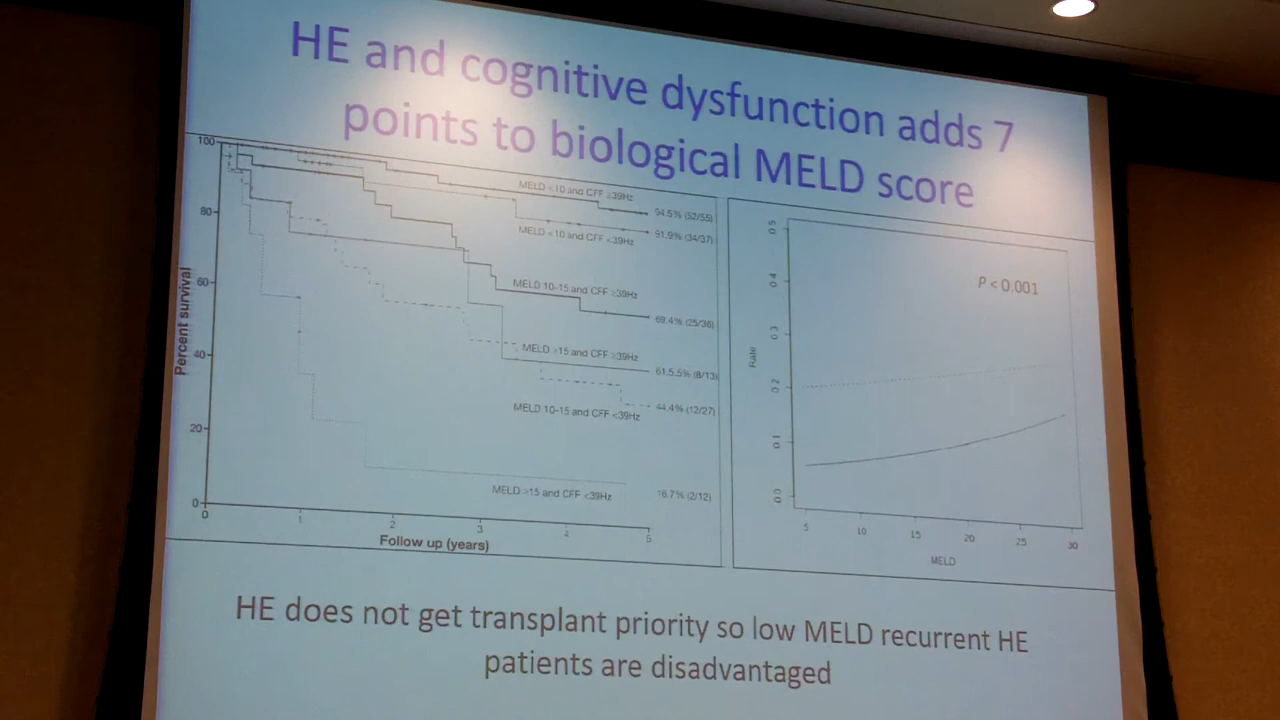 HE and cognitive dysfunction adds 7
points to biological MELD score
Percent survival
100
80
60
40
20
0
MELD <10 and CFF ≥39Hz
94.5% (52/55)
MELD <10 and CFF <39Hz
91.9% (34/37)
MELD 10-15 and CFF ≥39Hz
69.4% (25/36)
MELD >15 and CFF ≥39Hz
61.5.5% (8/13)
44.4% (12/27)
MELD 10-15 and CFF <39Hz
MELD >15 and CFF <39Hz
16.7% (2/12)
0 1 2 3 4 5
Follow up (years)
P < 0.001
Rate
0.5
0.4
0.3
0.2
0.1
0.0
5 10 15 20 25 30
MELD
HE does not get transplant priority so low MELD recurrent HE
patients are disadvantaged